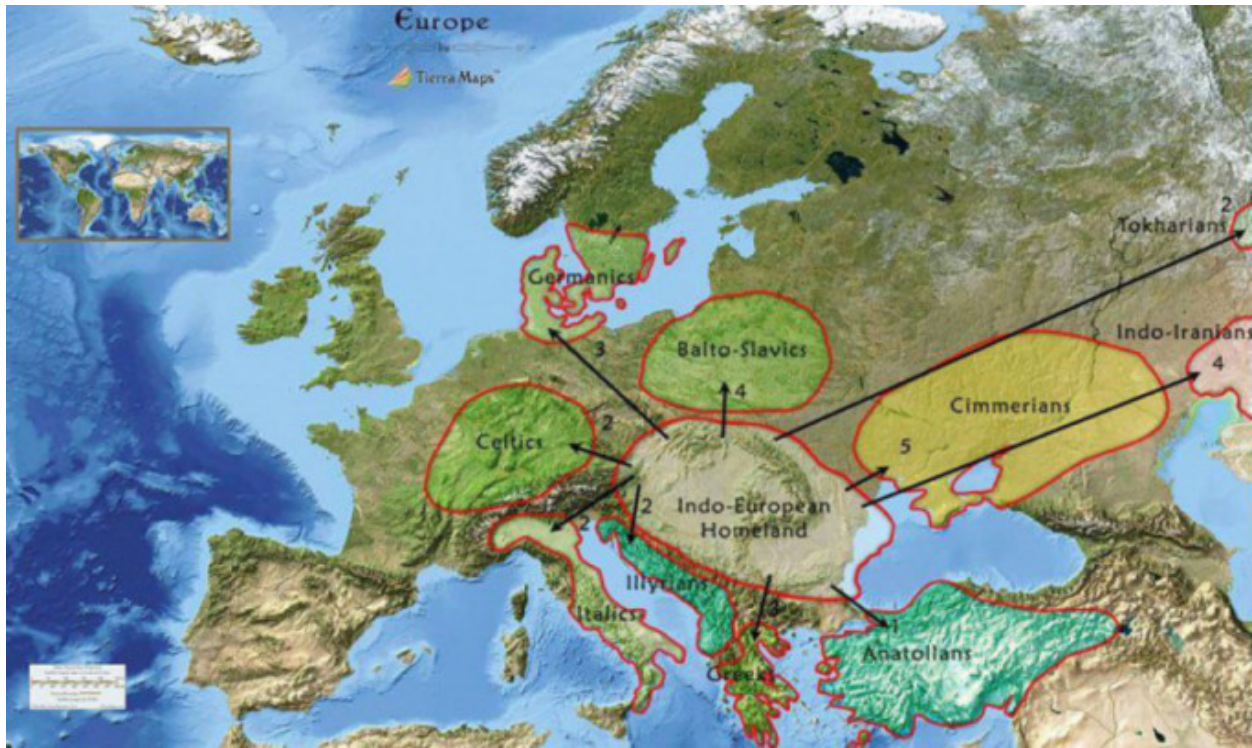 Europe
Tierra Maps™
2
Tokharians
Germanics
3
Indo-Iranians
4
Balto-Slavics
4
Cimmerians
2
Celtics
5
Indo-European
Homeland
2
2
Illyrians
Italics
3
1
Anatolians
Greeks